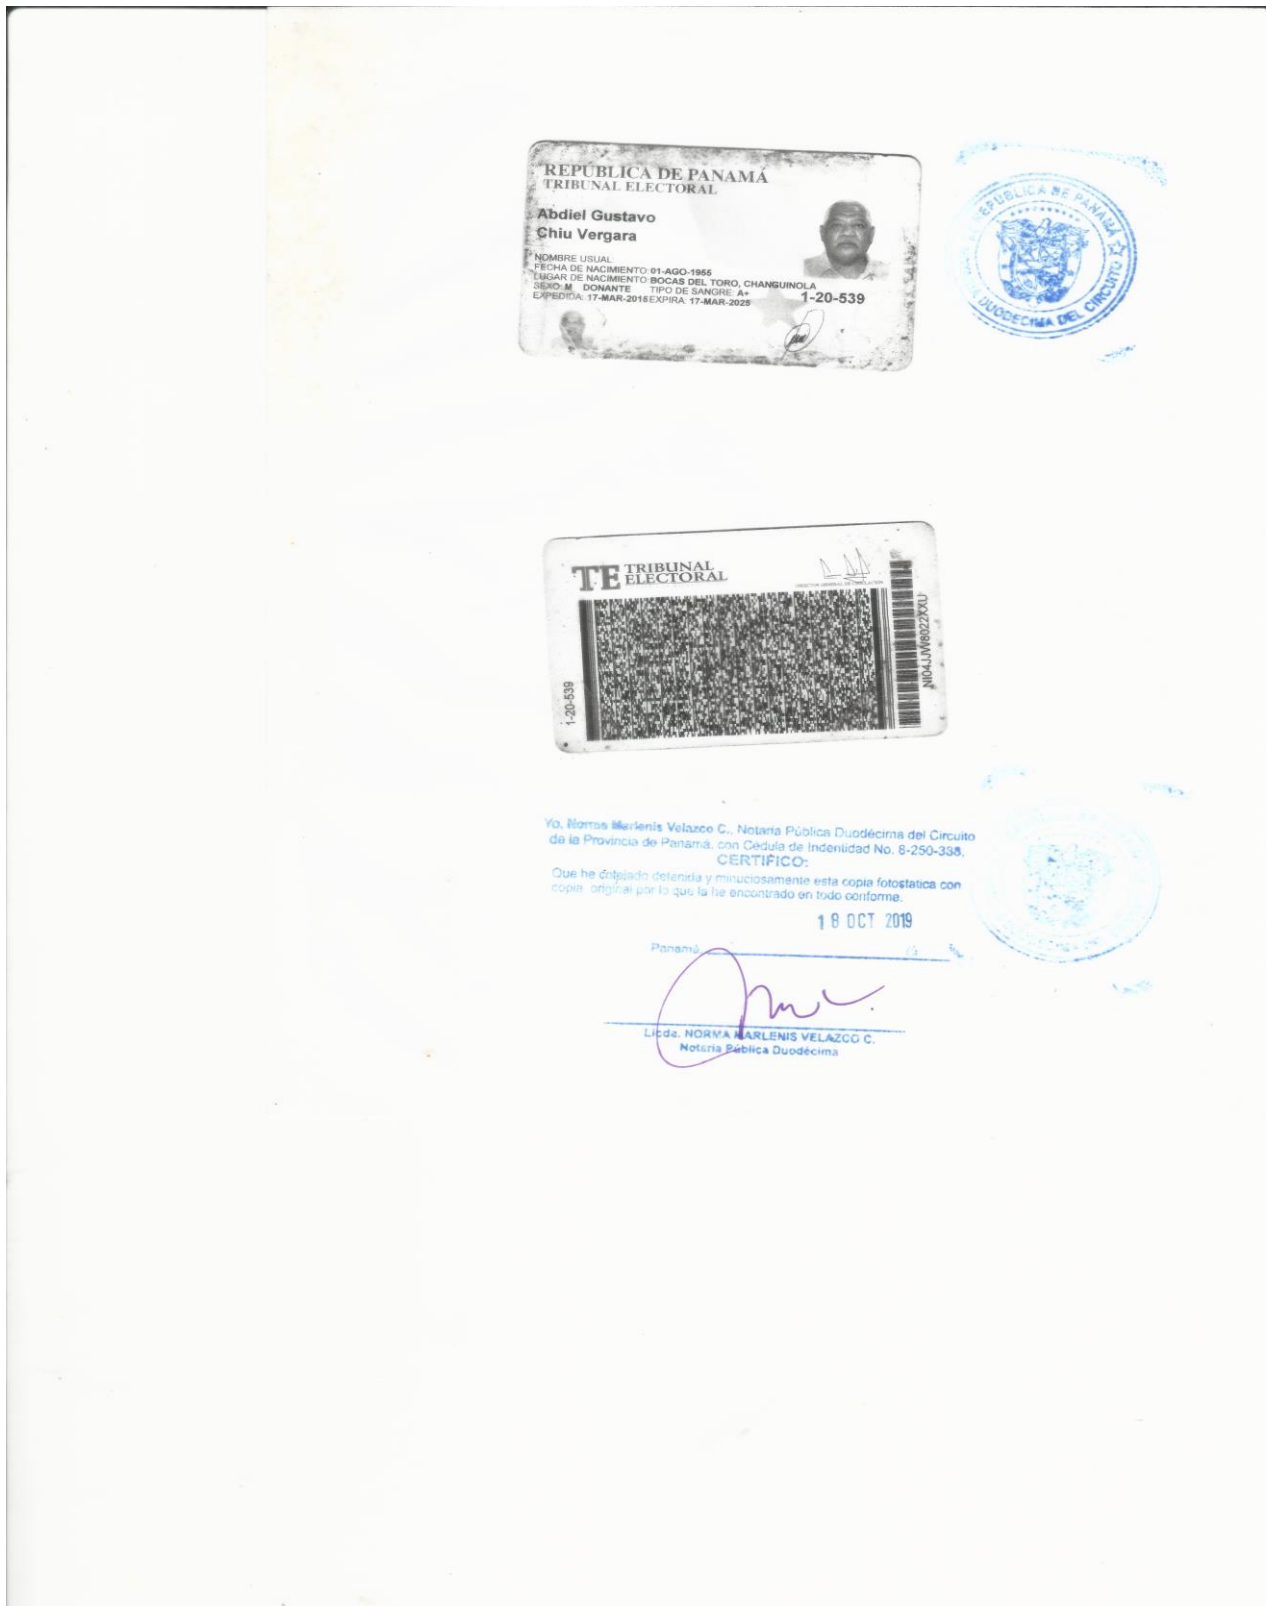 REPÚBLICA DE PANAMÁ
TRIBUNAL ELECTORAL
Abdiel Gustavo
Chiu Vergara
NOMBRE USUAL:
FECHA DE NACIMIENTO: 01-AGO-1955
LUGAR DE NACIMIENTO: BOCAS DEL TORO, CHANGUINOLA
SEXO: M DONANTE TIPO DE SANGRE: A+
EXPEDIDA: 17-MAR-2015 EXPIRA: 17-MAR-2025
1-20-539
REPUBLICA DE PANAMÁ
DUODECIMA DEL CIRCUITO
TE TRIBUNAL
ELECTORAL
1-20-539
NI04JJW8022XXU
Yo, Norma Marlenis Velazco C., Notaria Pública Duodécima del Circuito
de la Provincia de Panamá, con Cédula de Indentidad No. 8-250-338,
CERTIFICO:
Que he cotejado detenida y minuciosamente esta copia fotostatica con
copia original por lo que la he encontrado en todo conforme.
18 OCT 2019
Panamá
Licda. NORMA MARLENIS VELAZCO C.
Notaria Pública Duodécima